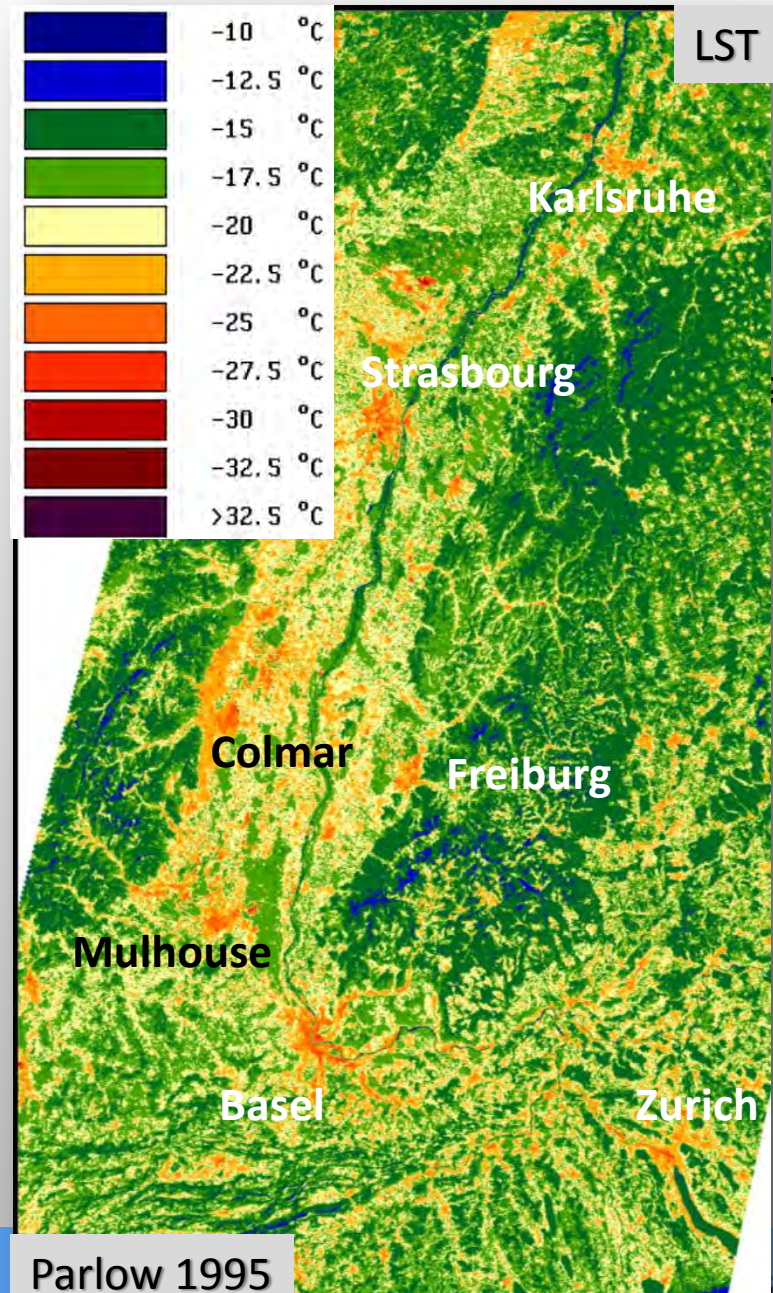 -10 °C
-12.5 °C
-15 °C
-17.5 °C
-20 °C
-22.5 °C
-25 °C
-27.5 °C
-30 °C
-32.5 °C
>32.5 °C
LST
Karlsruhe
Strasbourg
Colmar
Freiburg
Mulhouse
Basel
Zurich
Parlow 1995